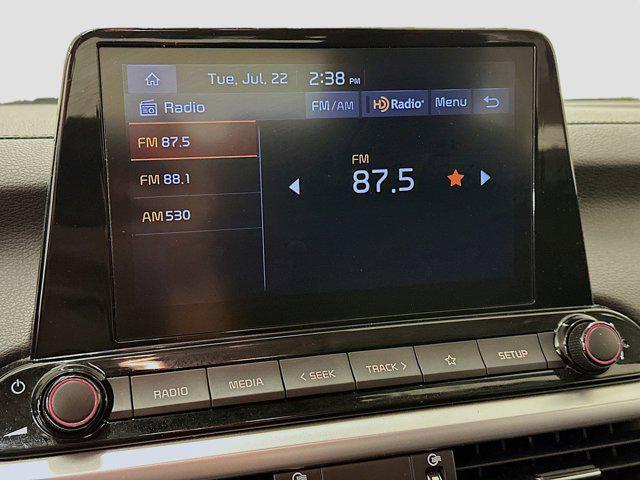 Tue, Jul. 22 2:38 PM
Radio FM/AM HD Radio Menu
FM 87.5
FM 88.1
AM 530
FM
87.5
RADIO MEDIA < SEEK TRACK > SETUP